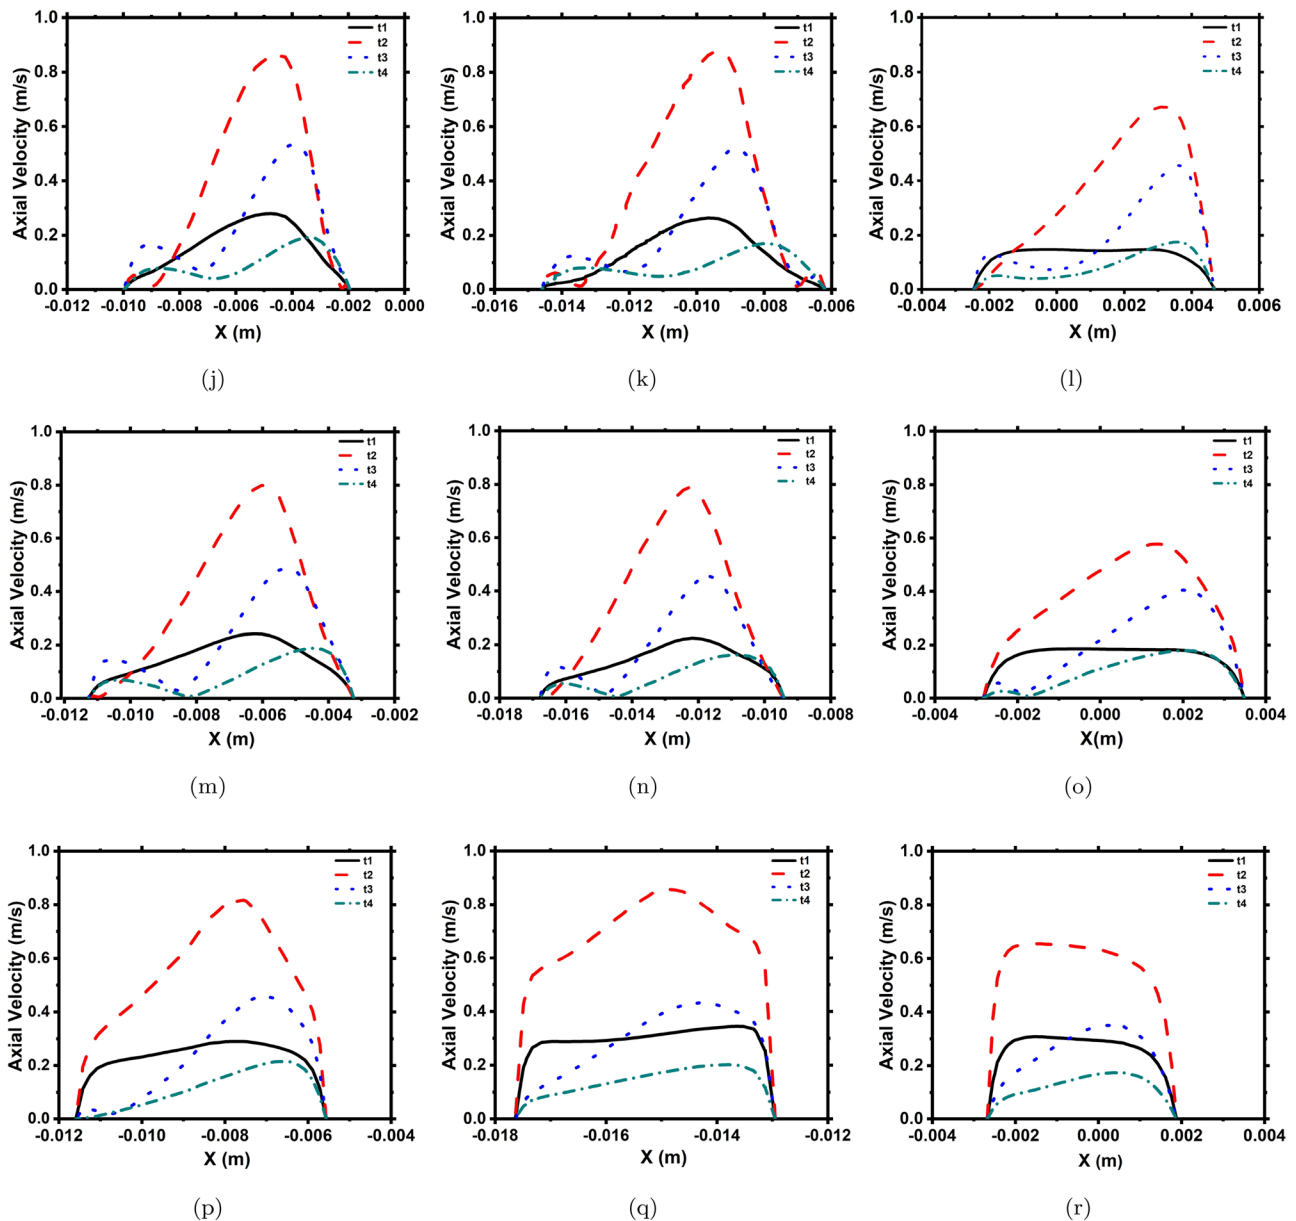 1.0
0.8
0.6
0.4
0.2
0.0
Axial Velocity (m/s)
t1
t2
t3
t4
-0.012 -0.010 -0.008 -0.006 -0.004 -0.002 0.000
X (m)
(j)
1.0
0.8
0.6
0.4
0.2
0.0
Axial Velocity (m/s)
t1
t2
t3
t4
-0.016 -0.014 -0.012 -0.010 -0.008 -0.006
X (m)
(k)
1.0
0.8
0.6
0.4
0.2
0.0
Axial Velocity (m/s)
t1
t2
t3
t4
-0.004 -0.002 0.000 0.002 0.004 0.006
X (m)
(l)
1.0
0.8
0.6
0.4
0.2
0.0
Axial Velocity (m/s)
t1
t2
t3
t4
-0.012 -0.010 -0.008 -0.006 -0.004 -0.002
X (m)
(m)
1.0
0.8
0.6
0.4
0.2
0.0
Axial Velocity (m/s)
t1
t2
t3
t4
-0.018 -0.016 -0.014 -0.012 -0.010 -0.008
X (m)
(n)
1.0
0.8
0.6
0.4
0.2
0.0
Axial Velocity (m/s)
t1
t2
t3
t4
-0.004 -0.002 0.000 0.002 0.004
X(m)
(o)
1.0
0.8
0.6
0.4
0.2
0.0
Axial Velocity (m/s)
t1
t2
t3
t4
-0.012 -0.010 -0.008 -0.006 -0.004
X (m)
(p)
1.0
0.8
0.6
0.4
0.2
0.0
Axial Velocity (m/s)
t1
t2
t3
t4
-0.018 -0.016 -0.014 -0.012
X (m)
(q)
1.0
0.8
0.6
0.4
0.2
0.0
Axial Velocity (m/s)
t1
t2
t3
t4
-0.004 -0.002 0.000 0.002 0.004
X (m)
(r)